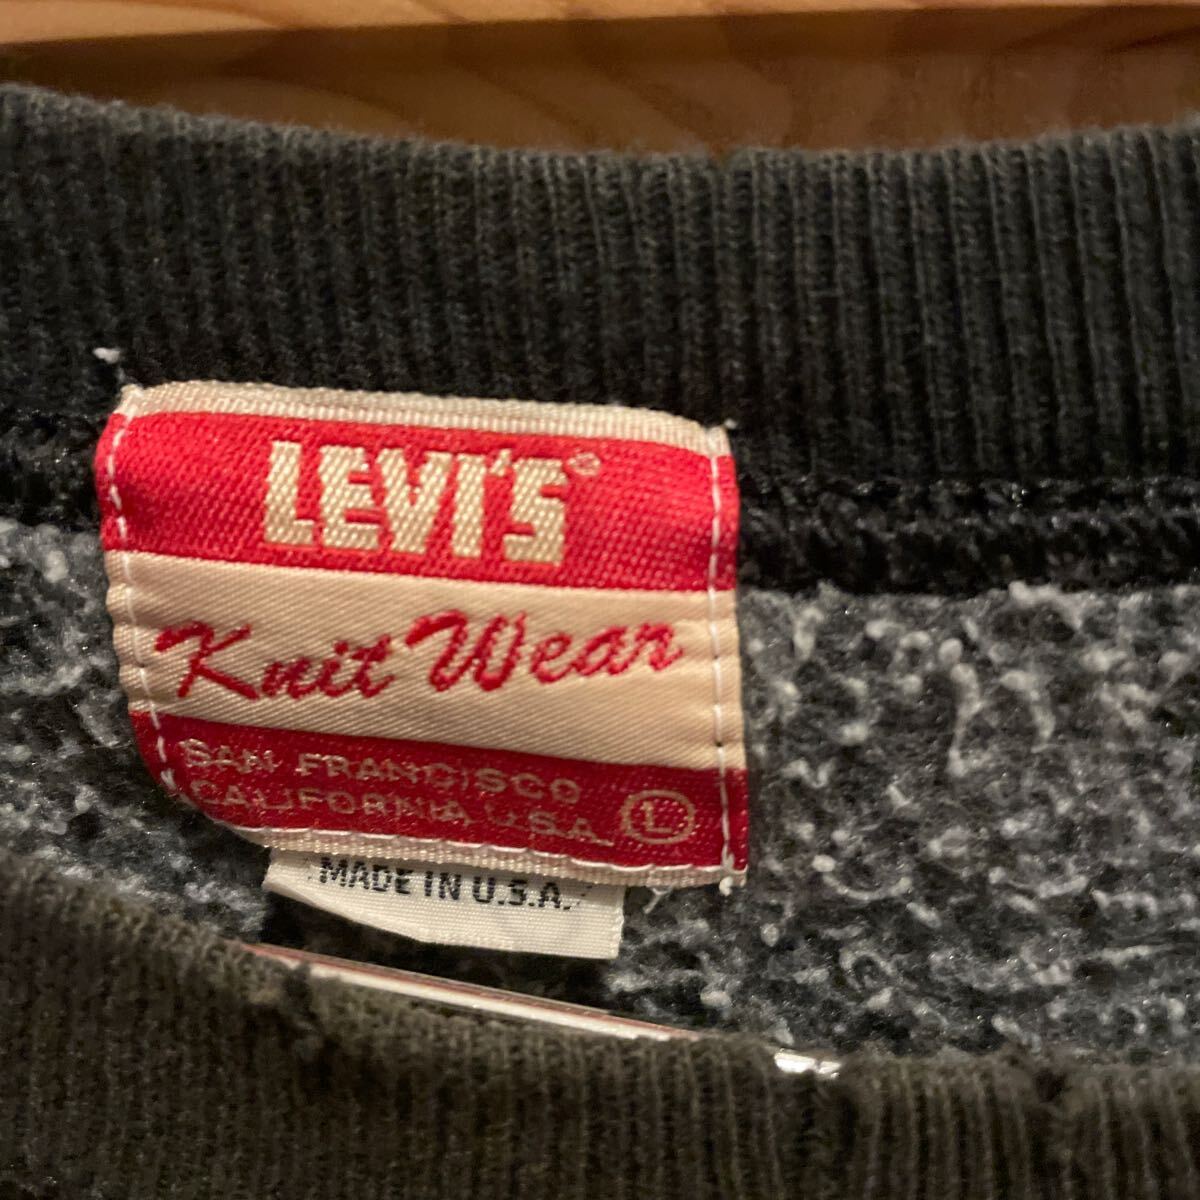 LEVI'S®
Knit Wear
SAN FRANCISCO
CALIFORNIA U.S.A. Ⓛ
MADE IN U.S.A.